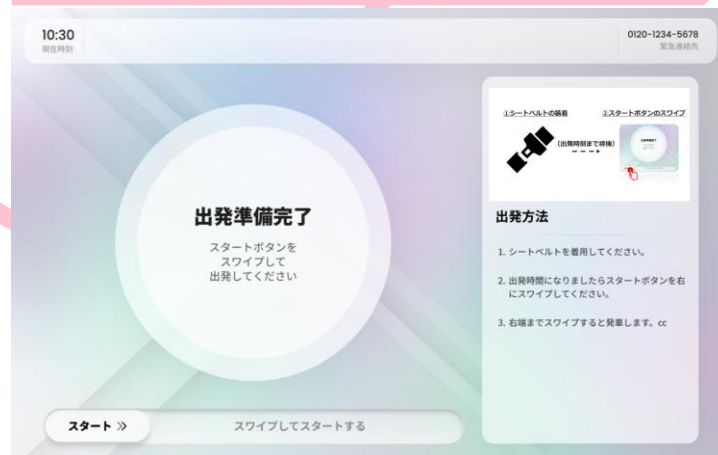 10:30
現在時刻
0120-1234-5678
緊急連絡先
出発準備完了
スタートボタンを
スワイプして
出発してください
スタート
スワイプしてスタートする
①シートベルトの装着
②スタートボタンのスワイプ
(出発時刻まで待機)
出発準備完了
出発方法
1. シートベルトを着用してください。
2. 出発時間になりましたらスタートボタンを右
にスワイプしてください。
3. 右端までスワイプすると発車します。cc